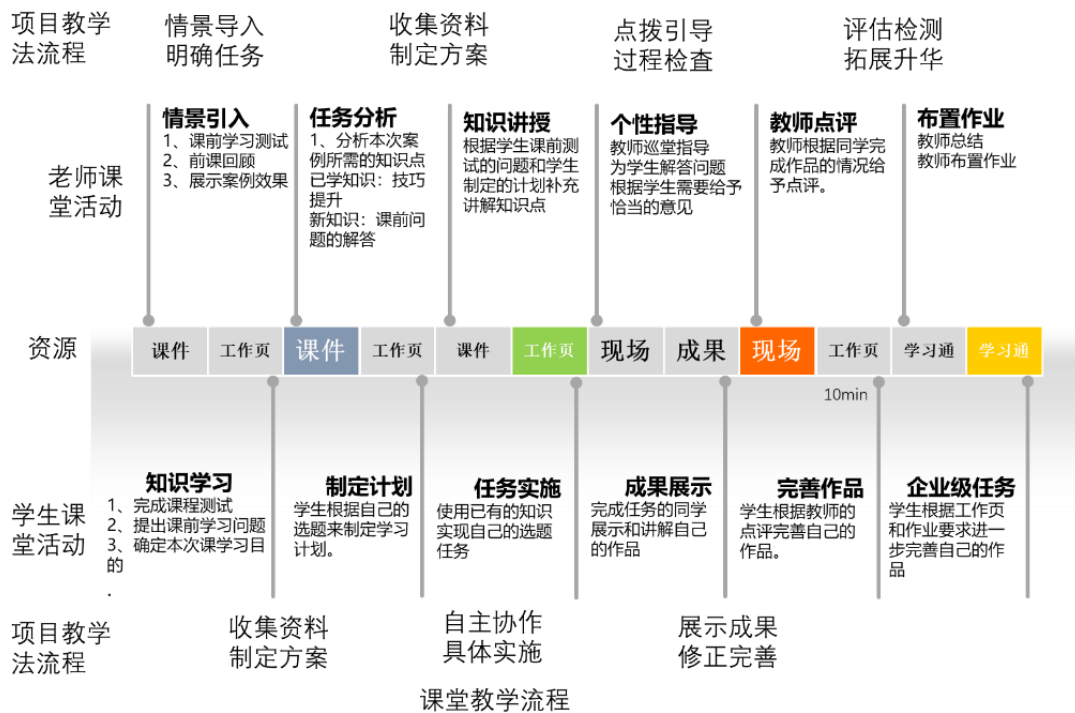 项目教学
法流程
情景导入
明确任务
收集资料
制定方案
点拨引导
过程检查
评估检测
拓展升华
老师课
堂活动
情景引入
1、课前学习测试
2、前课回顾
3、展示案例效果
任务分析
1、分析本次案
例所需的知识点
已学知识：技巧
提升
新知识：课前问
题的解答
知识讲授
根据学生课前测
试的问题和学生
制定的计划补充
讲解知识点
个性指导
教师巡堂指导
为学生解答问题
根据学生需要给予
恰当的意见
教师点评
教师根据同学完
成作品的情况给
予点评。
布置作业
教师总结
教师布置作业
资源
课件
工作页
课件
工作页
课件
工作页
现场
成果
现场
工作页
学习通
学习通
10min
学生课
堂活动
知识学习
1、完成课程测试
2、提出课前学习问题
3、确定本次课学习目
的
.
制定计划
学生根据自己的
选题来制定学习
计划。
任务实施
使用已有的知识
实现自己的选题
任务
成果展示
完成任务的同学
展示和讲解自己
的作品
完善作品
学生根据教师的
点评完善自己的
作品。
企业级任务
学生根据工作页
和作业要求进一
步完善自己的作
品
项目教学
法流程
收集资料
制定方案
自主协作
具体实施
展示成果
修正完善
课堂教学流程